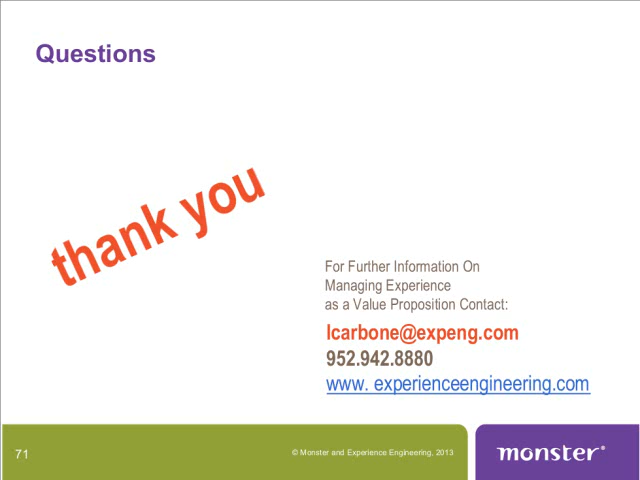 Questions
thank you
For Further Information On
Managing Experience
as a Value Proposition Contact:
lcarbone@expeng.com
952.942.8880
www. experienceengineering.com
71
© Monster and Experience Engineering, 2013
monster®